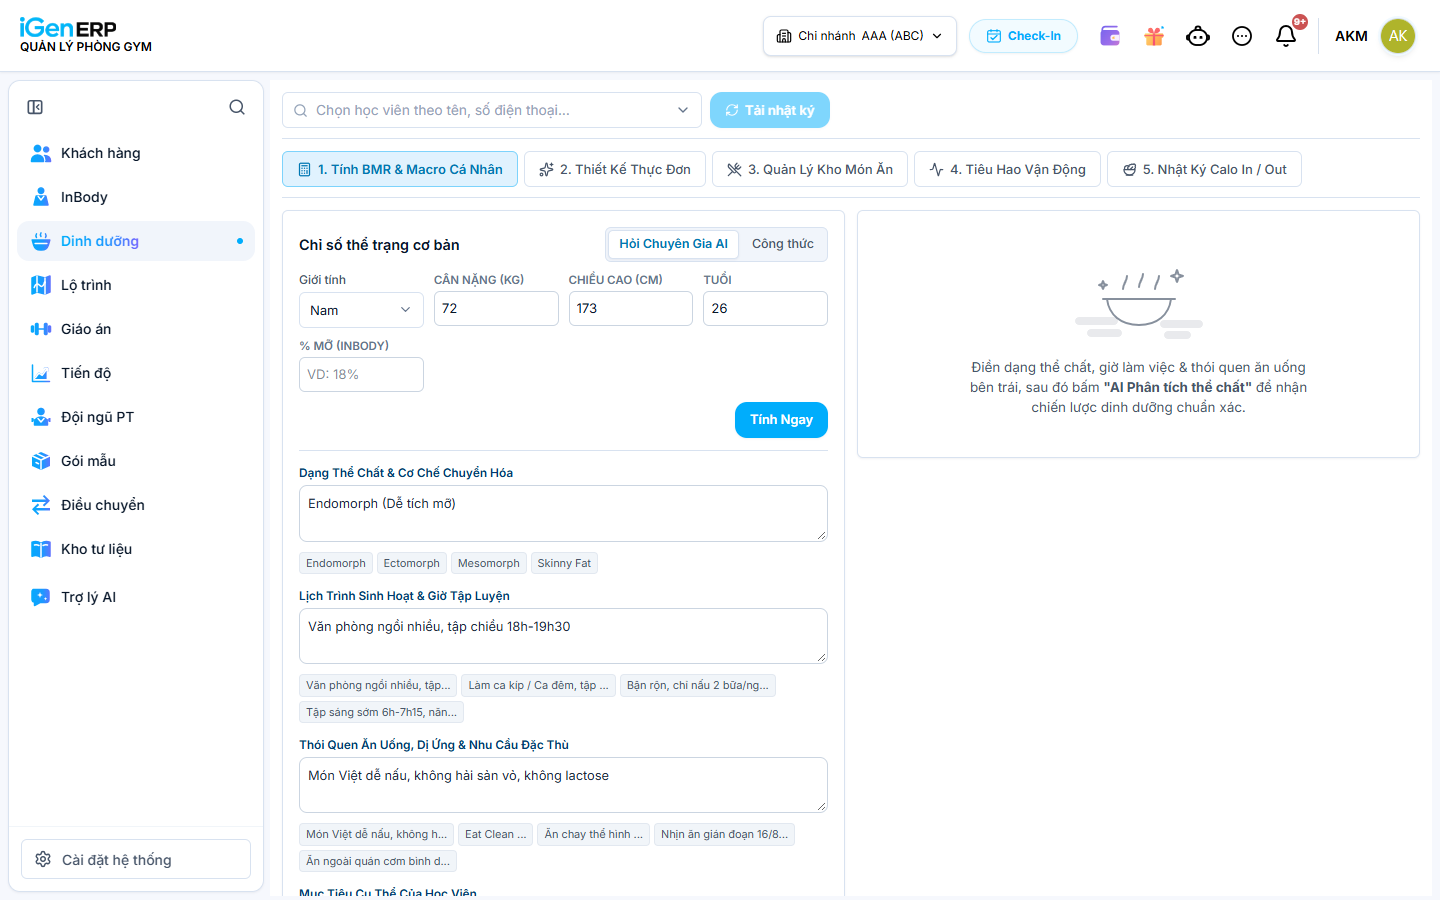 iGen ERP
QUẢN LÝ PHÒNG GYM
Chi nhánh AAA (ABC)
Check-In
9+
AKM
AK
Khách hàng
InBody
Dinh dưỡng
Lộ trình
Giáo án
Tiến độ
Đội ngũ PT
Gói mẫu
Điều chuyển
Kho tư liệu
Trợ lý AI
Cài đặt hệ thống
Chọn học viên theo tên, số điện thoại...
Tải nhật ký
1. Tính BMR & Macro Cá Nhân
2. Thiết Kế Thực Đơn
3. Quản Lý Kho Món Ăn
4. Tiêu Hao Vận Động
5. Nhật Ký Calo In / Out
Chỉ số thể trạng cơ bản
Hỏi Chuyên Gia AI
Công thức
Giới tính
CÂN NẶNG (KG)
CHIỀU CAO (CM)
TUỔI
Nam
72
173
26
% MỠ (INBODY)
VD: 18%
Tính Ngay
Dạng Thể Chất & Cơ Chế Chuyển Hóa
Endomorph (Dễ tích mỡ)
Endomorph
Ectomorph
Mesomorph
Skinny Fat
Lịch Trình Sinh Hoạt & Giờ Tập Luyện
Văn phòng ngồi nhiều, tập chiều 18h-19h30
Văn phòng ngồi nhiều, tập...
Làm ca kíp / Ca đêm, tập ...
Bận rộn, chỉ nấu 2 bữa/ng...
Tập sáng sớm 6h-7h15, năn...
Thói Quen Ăn Uống, Dị Ứng & Nhu Cầu Đặc Thù
Món Việt dễ nấu, không hải sản vỏ, không lactose
Món Việt dễ nấu, không h...
Eat Clean ...
Ăn chay thể hình ...
Nhịn ăn gián đoạn 16/8...
Ăn ngoài quán cơm bình d...
Mục Tiêu Cụ Thể Của Học Viên
Điền dạng thể chất, giờ làm việc & thói quen ăn uống
bên trái, sau đó bấm "AI Phân tích thể chất" để nhận
chiến lược dinh dưỡng chuẩn xác.